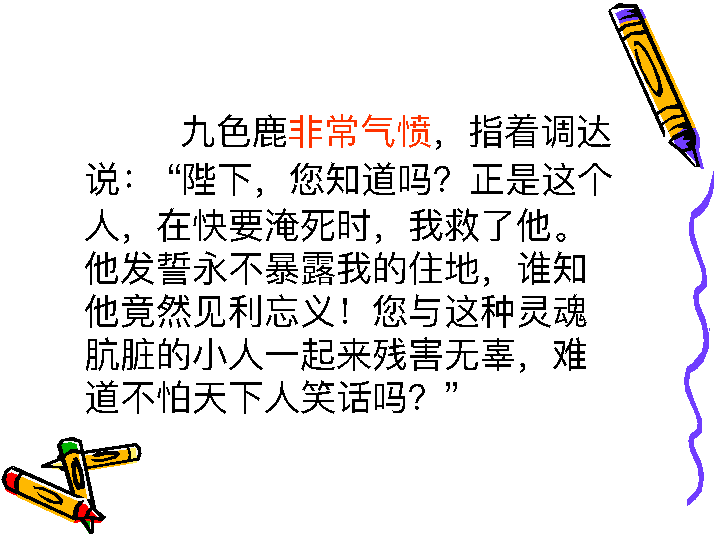 九色鹿非常气愤，指着调达
说：“陛下，您知道吗？正是这个
人，在快要淹死时，我救了他。
他发誓永不暴露我的住地，谁知
他竟然见利忘义！您与这种灵魂
肮脏的小人一起来残害无辜，难
道不怕天下人笑话吗？”